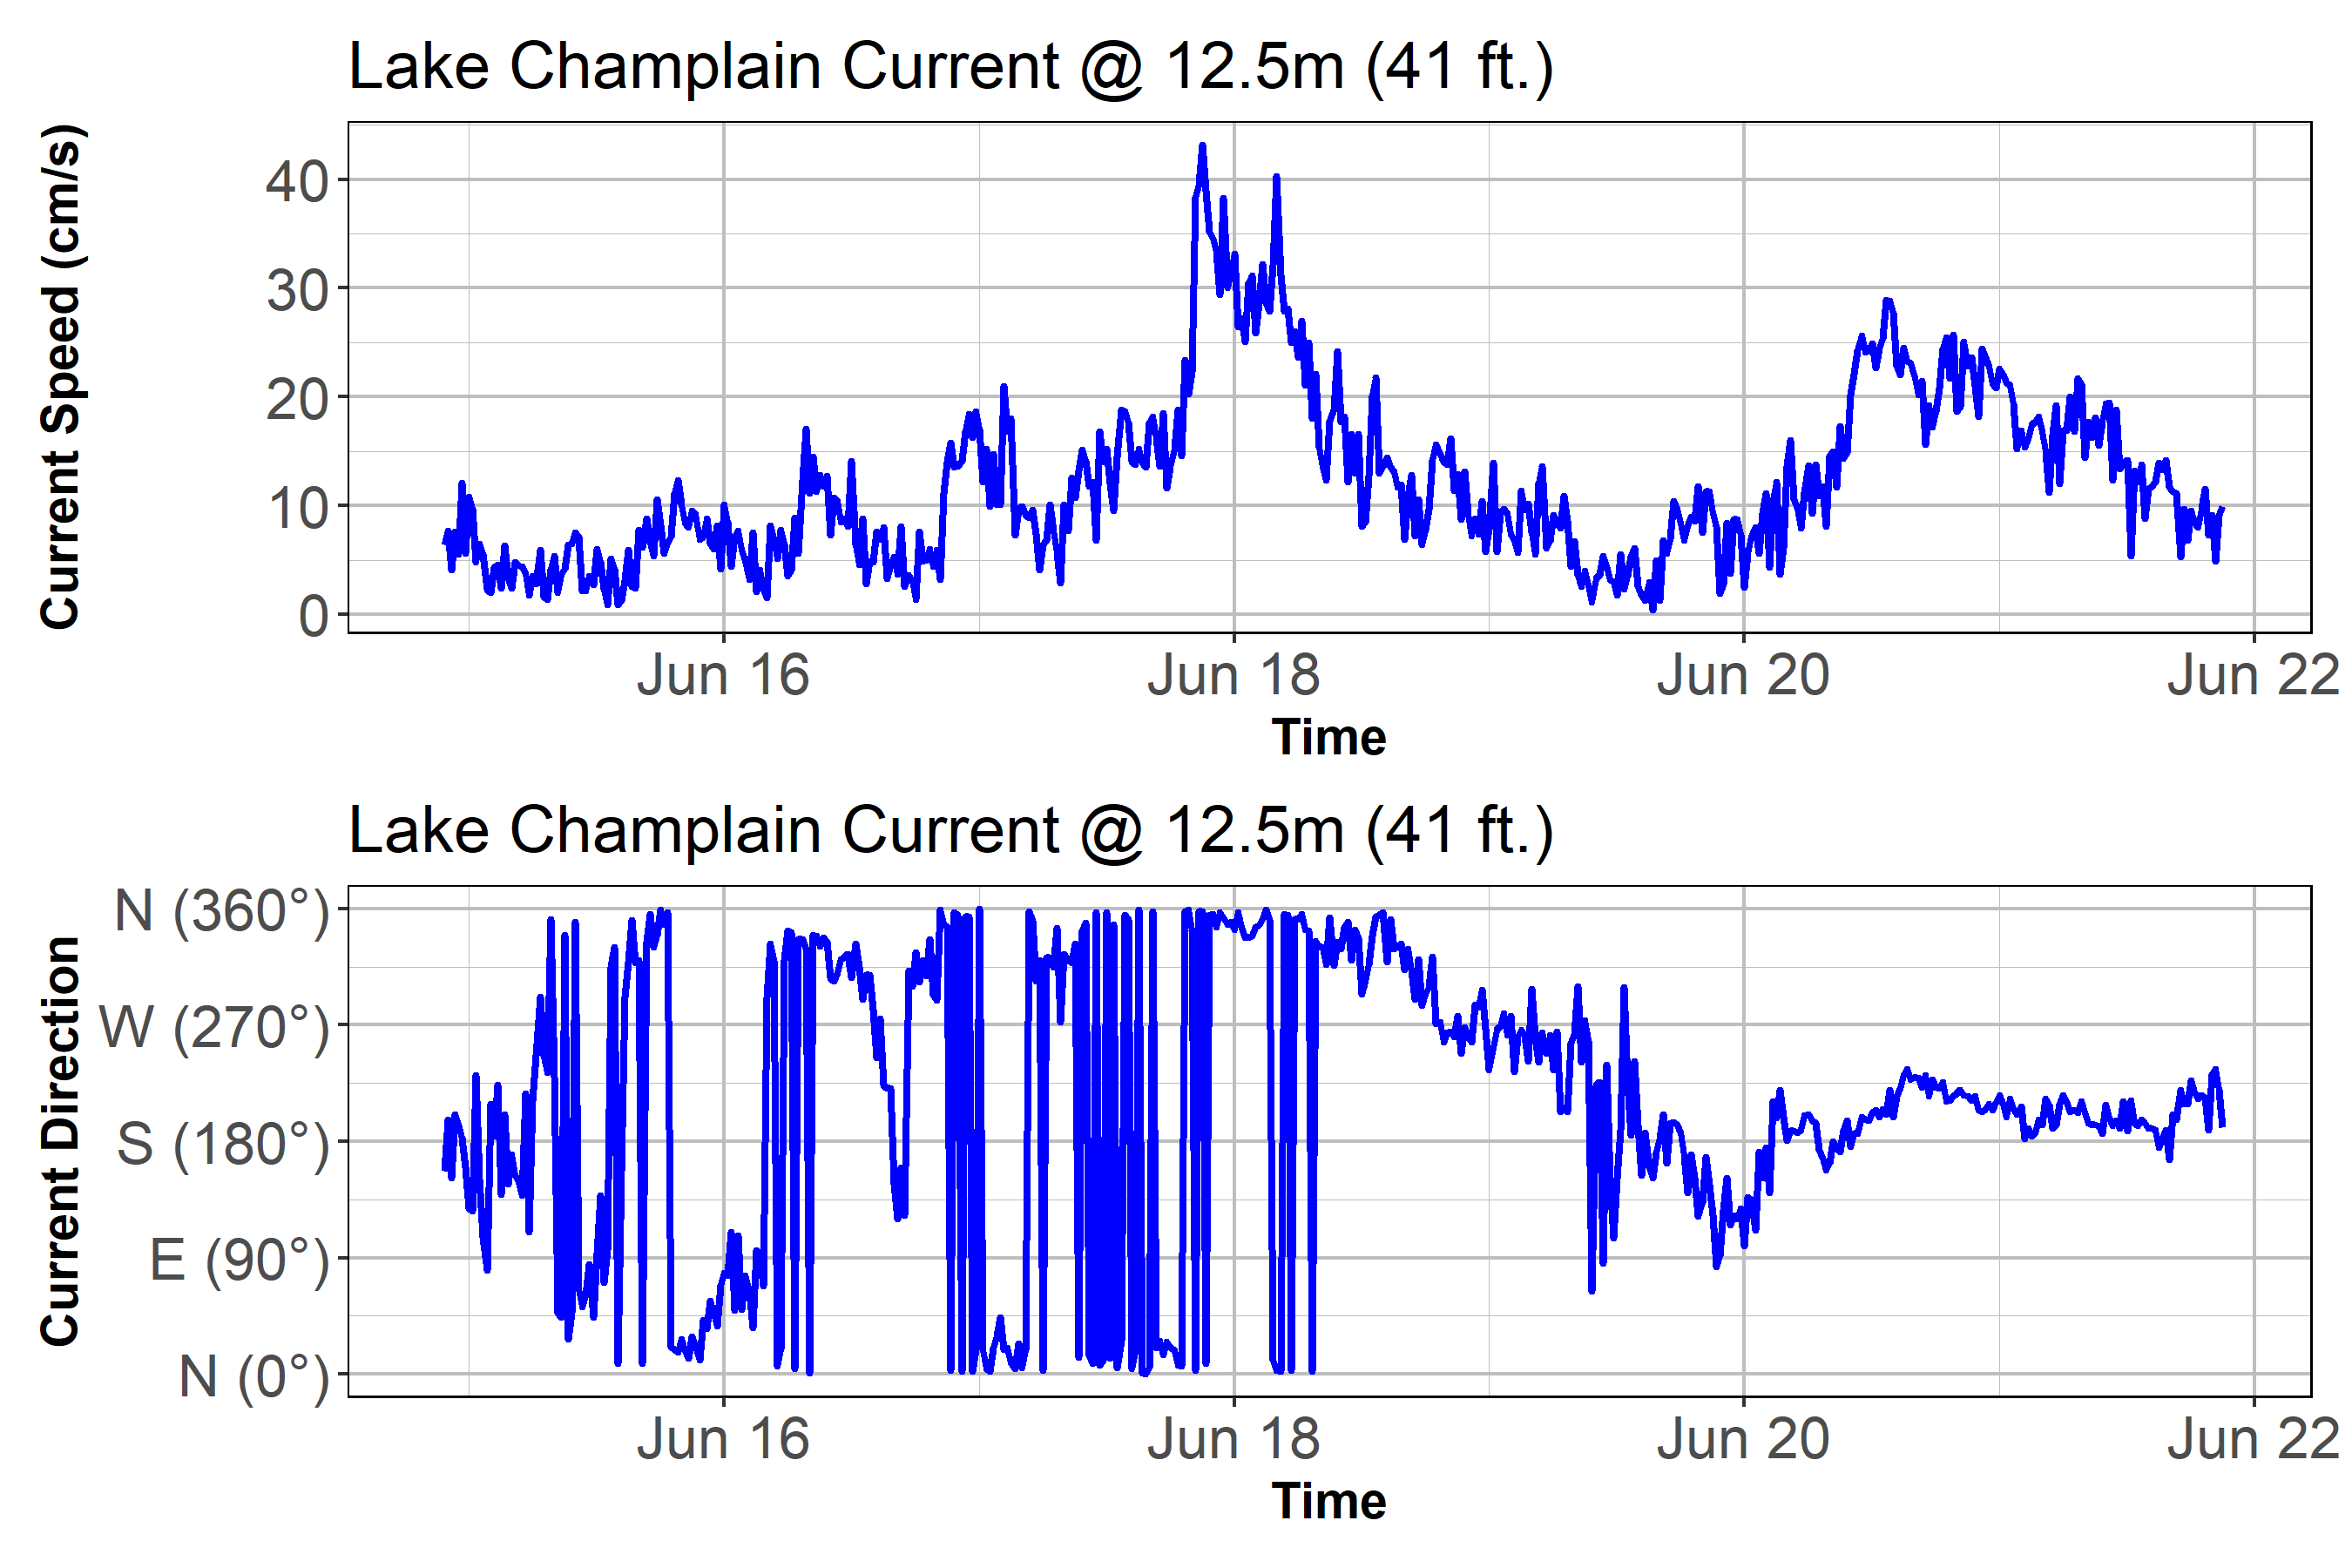 Lake Champlain Current @ 12.5m (41 ft.)
Current Speed (cm/s)
40
30
20
10
0
Jun 16 Jun 18 Jun 20 Jun 22
Time
Lake Champlain Current @ 12.5m (41 ft.)
Current Direction
N (360°)
W (270°)
S (180°)
E (90°)
N (0°)
Jun 16 Jun 18 Jun 20 Jun 22
Time